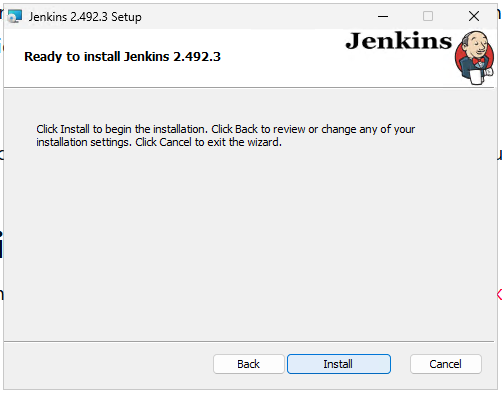 Jenkins 2.492.3 Setup
Jenkins
Ready to install Jenkins 2.492.3
Click Install to begin the installation. Click Back to review or change any of your
installation settings. Click Cancel to exit the wizard.
Back
Install
Cancel